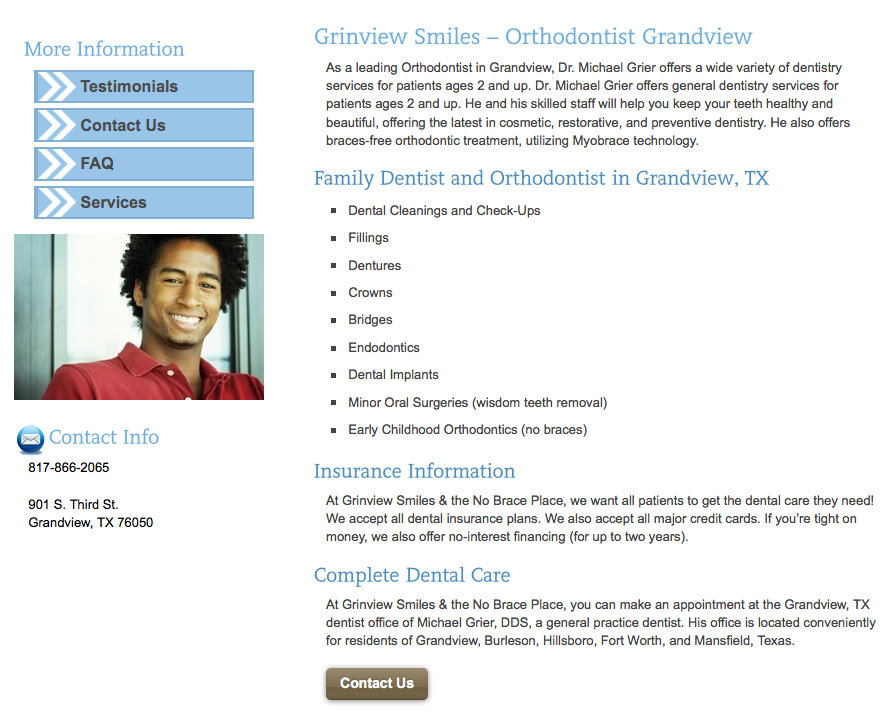 More Information
Testimonials
Contact Us
FAQ
Services
Contact Info
817-866-2065
901 S. Third St.
Grandview, TX 76050
Grinview Smiles – Orthodontist Grandview
As a leading Orthodontist in Grandview, Dr. Michael Grier offers a wide variety of dentistry
services for patients ages 2 and up. Dr. Michael Grier offers general dentistry services for
patients ages 2 and up. He and his skilled staff will help you keep your teeth healthy and
beautiful, offering the latest in cosmetic, restorative, and preventive dentistry. He also offers
braces-free orthodontic treatment, utilizing Myobrace technology.
Family Dentist and Orthodontist in Grandview, TX
Dental Cleanings and Check-Ups
Fillings
Dentures
Crowns
Bridges
Endodontics
Dental Implants
Minor Oral Surgeries (wisdom teeth removal)
Early Childhood Orthodontics (no braces)
Insurance Information
At Grinview Smiles & the No Brace Place, we want all patients to get the dental care they need!
We accept all dental insurance plans. We also accept all major credit cards. If you're tight on
money, we also offer no-interest financing (for up to two years).
Complete Dental Care
At Grinview Smiles & the No Brace Place, you can make an appointment at the Grandview, TX
dentist office of Michael Grier, DDS, a general practice dentist. His office is located conveniently
for residents of Grandview, Burleson, Hillsboro, Fort Worth, and Mansfield, Texas.
Contact Us